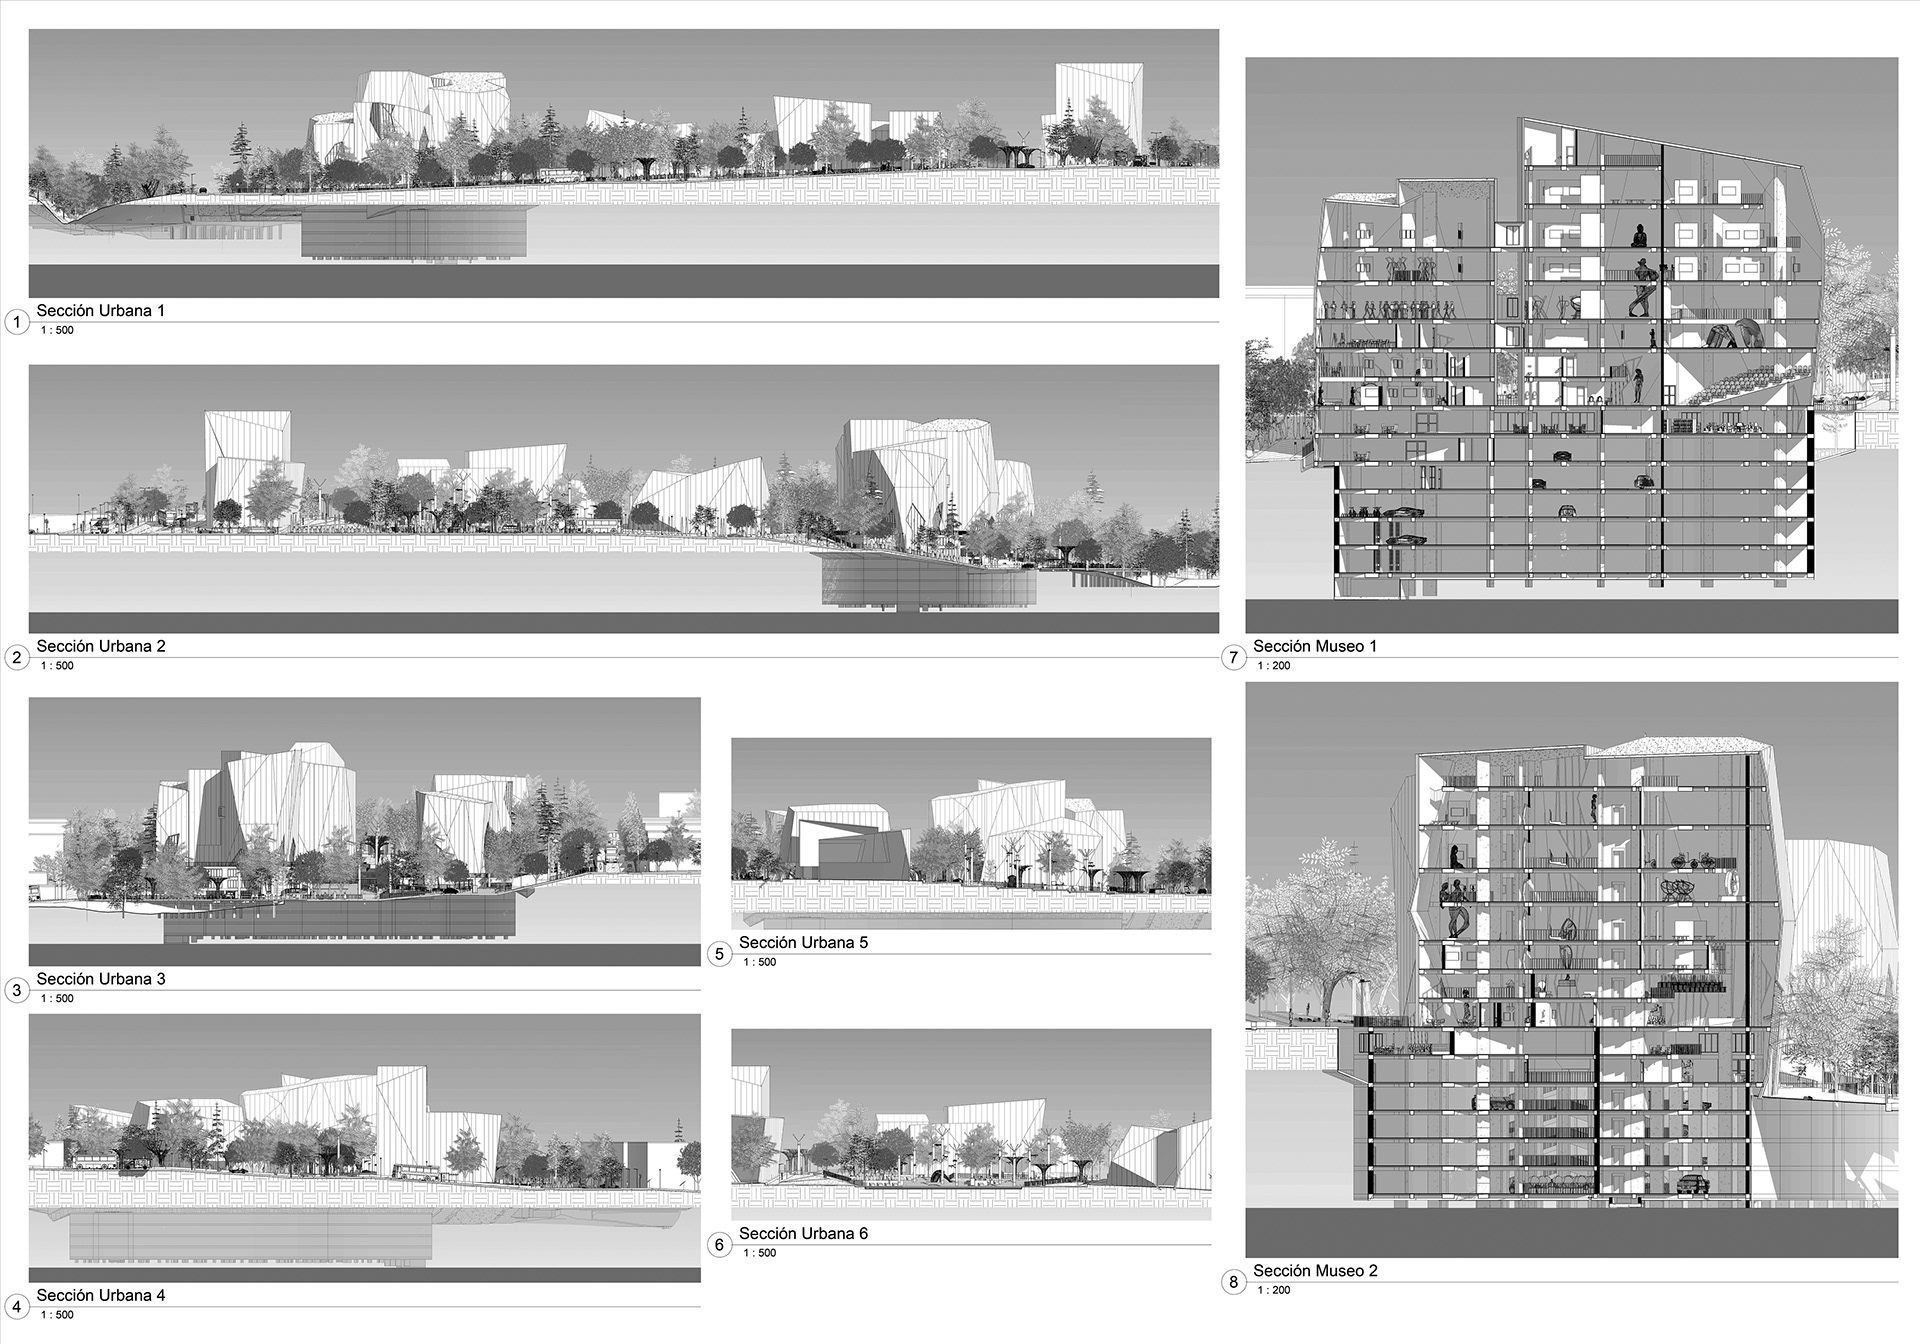 1
Sección Urbana 1
1 : 500
2
Sección Urbana 2
1 : 500
3
Sección Urbana 3
1 : 500
4
Sección Urbana 4
1 : 500
5
Sección Urbana 5
1 : 500
6
Sección Urbana 6
1 : 500
7
Sección Museo 1
1 : 200
8
Sección Museo 2
1 : 200